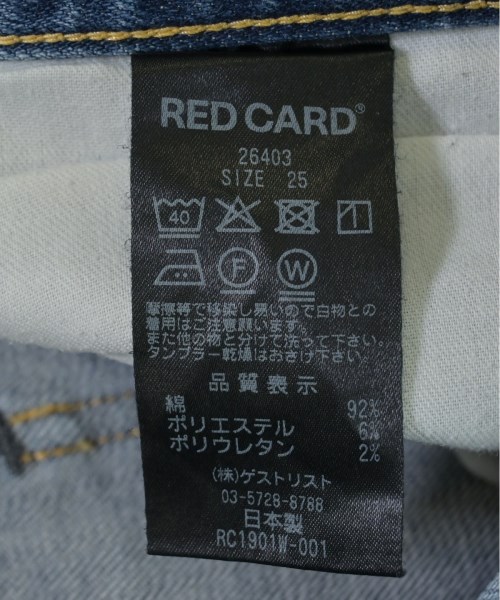 RED CARD®
26403
SIZE 25
40
F W
摩擦等で移染し易いので白物との
着用はご注意願います。
また他の物と分けて洗って下さい。
タンブラー乾燥はおさけ下さい。
品質表示
綿 92%
ポリエステル 6%
ポリウレタン 2%
(株)ゲストリスト
03-5728-8788
日本製
RC1901W-001